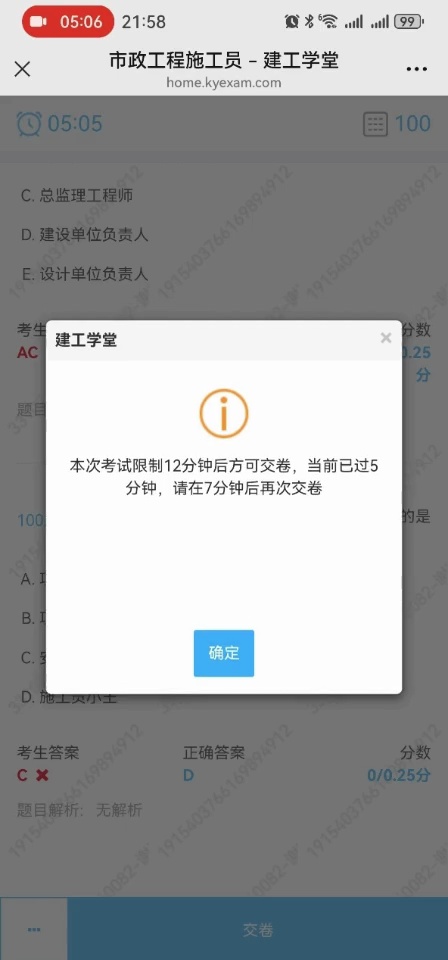 05:06
21:58
99
市政工程施工员 - 建工学堂
home.kyexam.com
05:05
100
C. 总监理工程师
D. 建设单位负责人
E. 设计单位负责人
考生
分数
AC
0.25
分
题目
建工学堂
本次考试限制12分钟后方可交卷，当前已过5
分钟，请在7分钟后再次交卷
确定
100.
的是
A.
B.
C.
D. 施工员小王
考生答案
正确答案
分数
C
D
0/0.25分
题目解析: 无解析
交卷